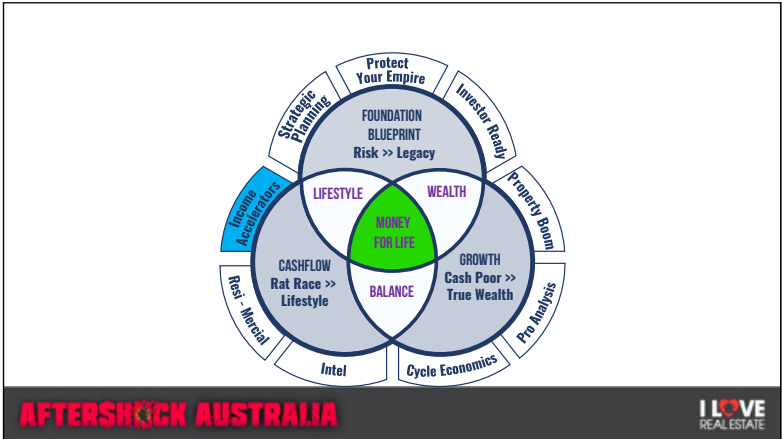 Protect
Your Empire
Strategic
Planning
Investor Ready
FOUNDATION
BLUEPRINT
Risk >> Legacy
Income
Accelerators
LIFESTYLE
WEALTH
Property Boom
MONEY
FOR LIFE
CASHFLOW
Rat Race >>
Lifestyle
GROWTH
Cash Poor >>
True Wealth
BALANCE
Resi - Mercial
Pro Analysis
Intel
Cycle Economics
AFTERSHOCK AUSTRALIA
I LOVE
REAL ESTATE